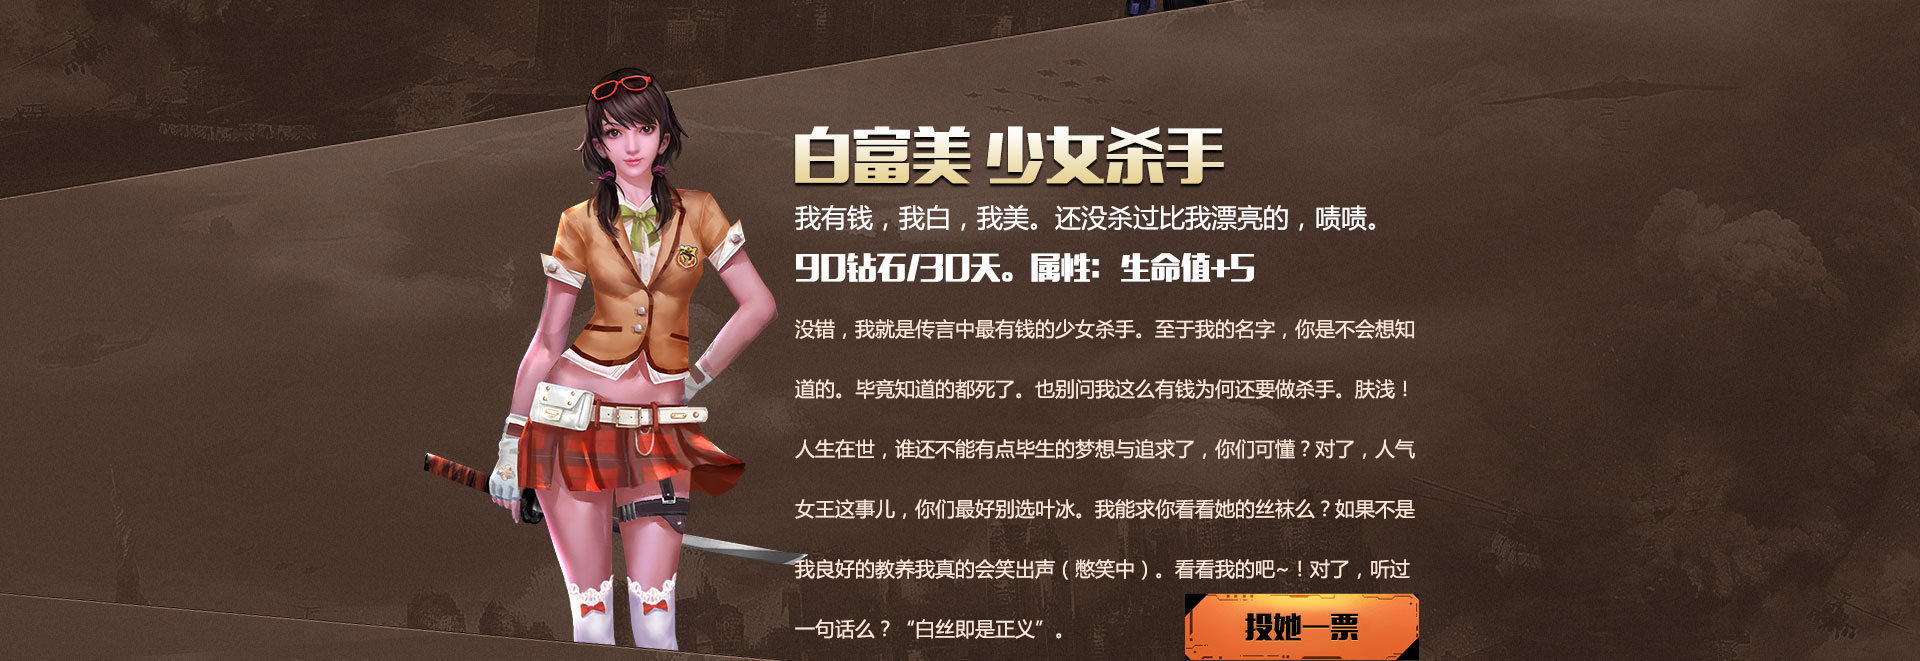 白富美 少女杀手
我有钱，我白，我美。还没杀过比我漂亮的，啧啧。
90钻石/30天。属性：生命值+5
没错，我就是传言中最有钱的少女杀手。至于我的名字，你是不会想知
道的。毕竟知道的都死了。也别问我这么有钱为何还要做杀手。肤浅！
人生在世，谁还不能有点毕生的梦想与追求了，你们可懂？对了，人气
女王这事儿，你们最好别选叶冰。我能求你看看她的丝袜么？如果不是
我良好的教养我真的会笑出声（憋笑中）。看看我的吧~！对了，听过
一句话么？“白丝即是正义”。
投她一票